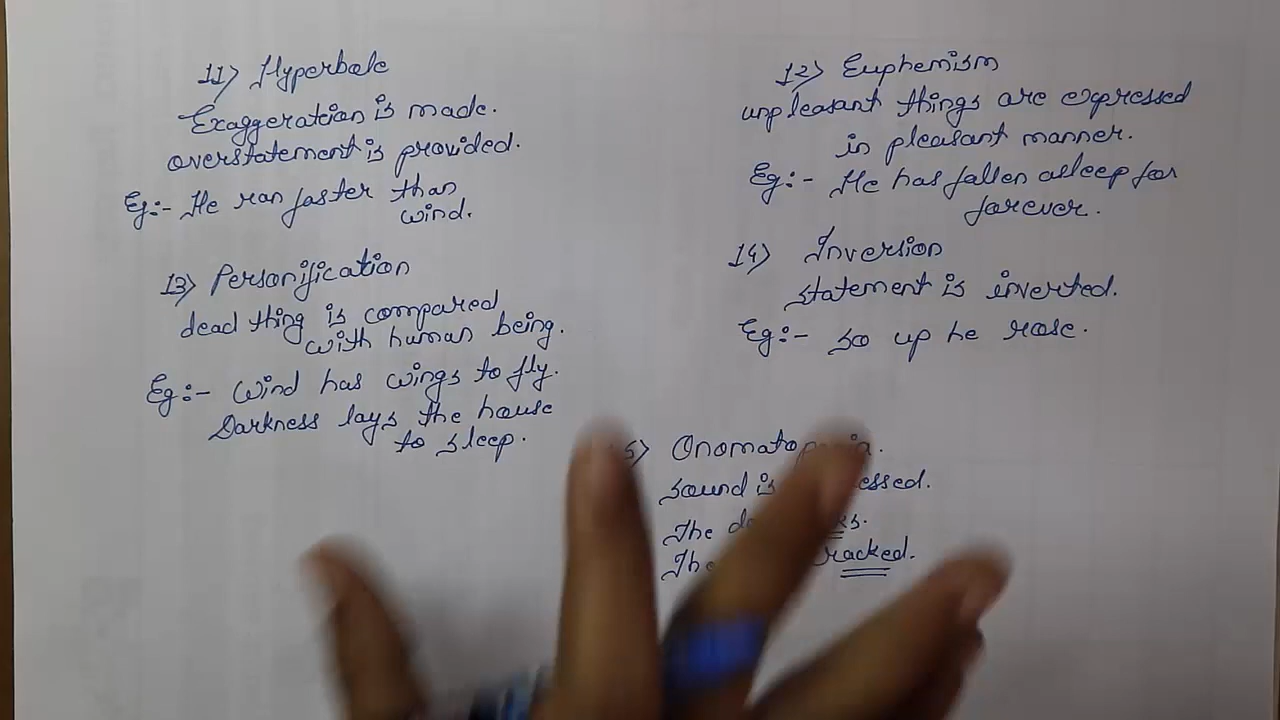 11) Hyperbole
Exaggeration is made.
overstatement is provided.
Eg:- He ran faster than
wind.
12) Euphemism
unpleasant things are expressed
in pleasant manner.
Eg:- He has fallen asleep for
forever.
13) Personification
dead thing is compared
with human being.
Eg:- Wind has wings to fly.
Darkness lays the house
to sleep.
14) Inversion
statement is inverted.
Eg:- so up he rose.
Sound is
The
The